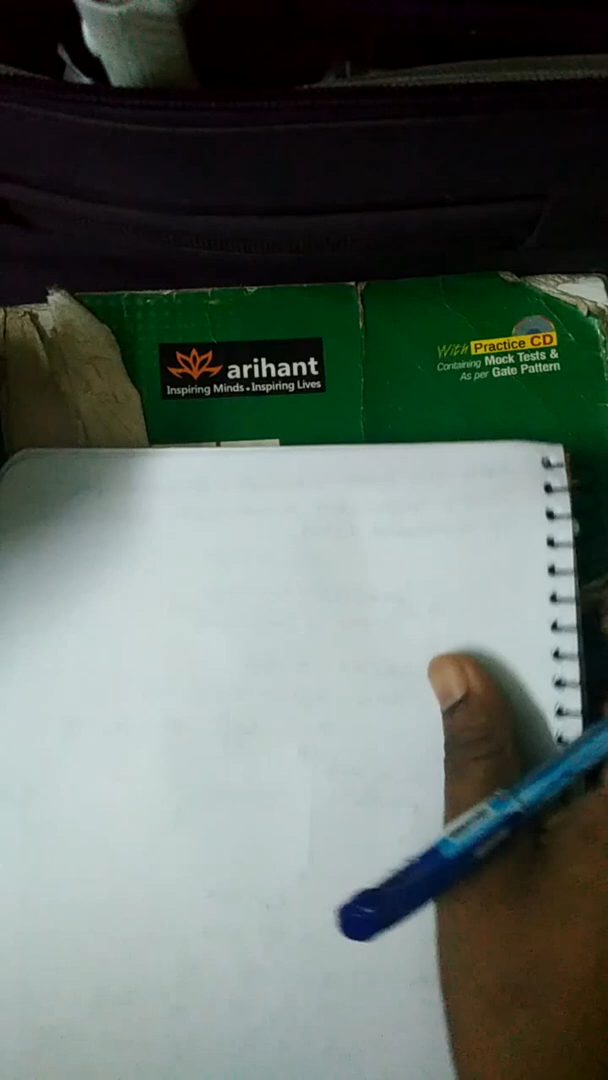 arihant
Inspiring Minds • Inspiring Lives
With Practice CD
Containing Mock Tests &
As per Gate Pattern